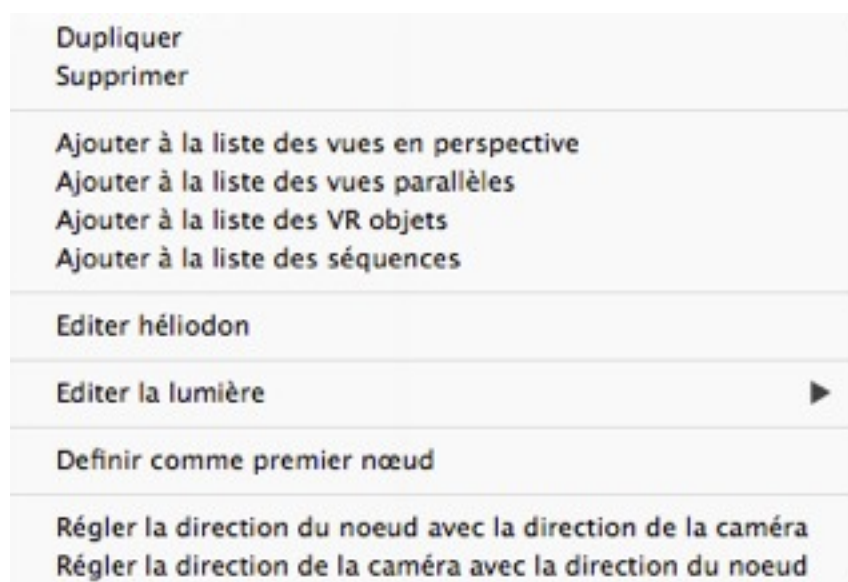 Dupliquer
Supprimer
Ajouter à la liste des vues en perspective
Ajouter à la liste des vues parallèles
Ajouter à la liste des VR objets
Ajouter à la liste des séquences
Editer héliodon
Editer la lumière
Definir comme premier nœud
Régler la direction du noeud avec la direction de la caméra
Régler la direction de la caméra avec la direction du noeud